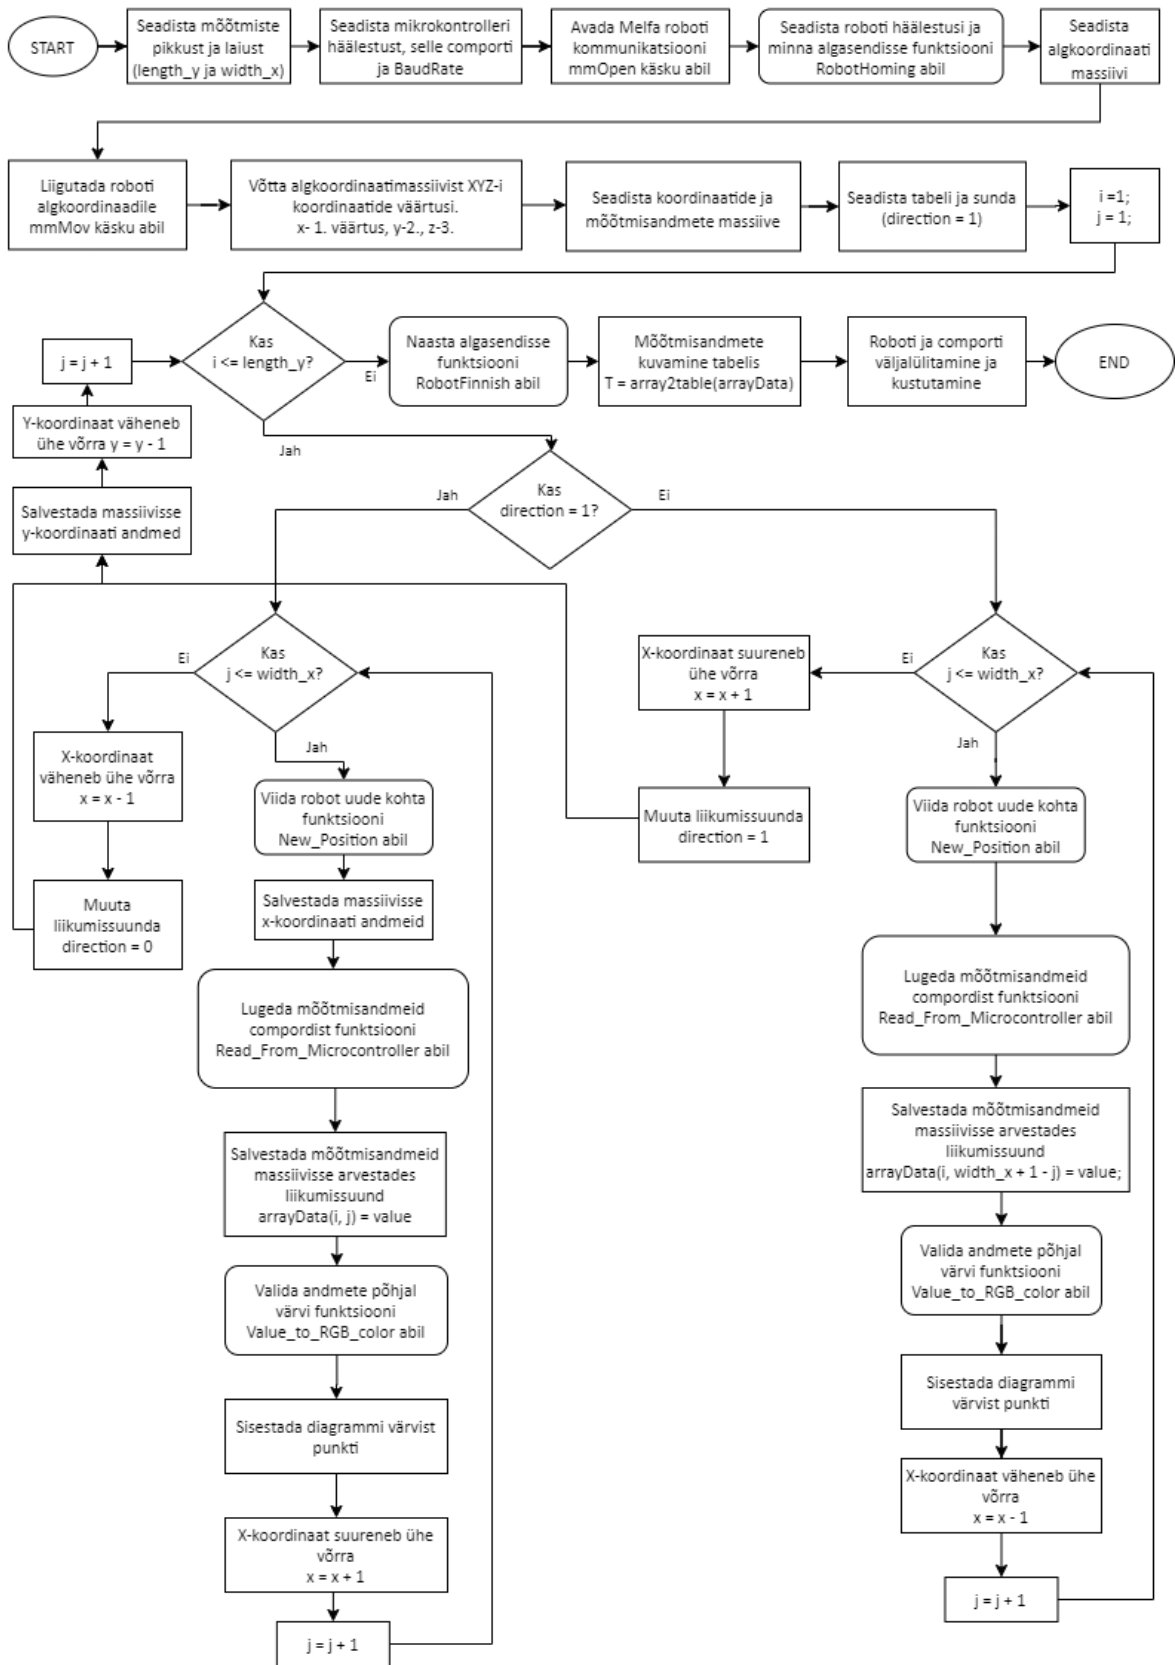 START
Seadista mõõtmiste
pikkust ja laiust
(length_y ja width_x)
Seadista mikrokontrolleri
häälestust, selle comporti
ja BaudRate
Avada Melfa roboti
kommunikatsiooni
mmOpen käsku abil
Seadista roboti häälestusi ja
minna algasendisse funktsiooni
RobotHoming abil
Seadista
algkoordinaati
massiivi
Liigutada roboti
algkoordinaadile
mmMov käsku abil
Võtta algkoordinaatimassiivist XYZ-i
koordinaatide väärtusi.
x- 1. väärtus, y-2., z-3.
Seadista koordinaatide ja
mõõtmisandmete massiive
Seadista tabeli ja sunda
(direction = 1)
i =1;
j = 1;
Kas
i <= length_y?
Ei
Jah
Naasta algasendisse
funktsiooni
RobotFinnish abil
Mõõtmisandmete
kuvamine tabelis
T = array2table(arrayData)
Roboti ja comporti
väljalülitamine ja
kustutamine
END
j = j + 1
Y-koordinaat väheneb
ühe võrra y = y - 1
Salvestada massiivisse
y-koordinaati andmed
Kas
direction = 1?
Jah
Ei
Kas
j <= width_x?
Ei
Jah
X-koordinaat
väheneb ühe võrra
x = x - 1
Muuta
liikumissuunda
direction = 0
Viida robot uude kohta
funktsiooni
New_Position abil
Salvestada massiivisse
x-koordinaati andmeid
Lugeda mõõtmisandmeid
compordist funktsiooni
Read_From_Microcontroller abil
Salvestada mõõtmisandmeid
massiivisse arvestades
liikumissuund
arrayData(i, j) = value
Valida andmete põhjal
värvi funktsiooni
Value_to_RGB_color abil
Sisestada diagrammi värvist
punkti
X-koordinaat suureneb ühe
võrra
x = x + 1
j = j + 1
Kas
j <= width_x?
Ei
Jah
X-koordinaat suureneb
ühe võrra
x = x + 1
Muuta liikumissuunda
direction = 1
Viida robot uude kohta
funktsiooni
New_Position abil
Lugeda mõõtmisandmeid
compordist funktsiooni
Read_From_Microcontroller abil
Salvestada mõõtmisandmeid
massiivisse arvestades
liikumissuund
arrayData(i, width_x + 1 - j) = value;
Valida andmete põhjal
värvi funktsiooni
Value_to_RGB_color abil
Sisestada diagrammi
värvist punkti
X-koordinaat väheneb ühe
võrra
x = x - 1
j = j + 1